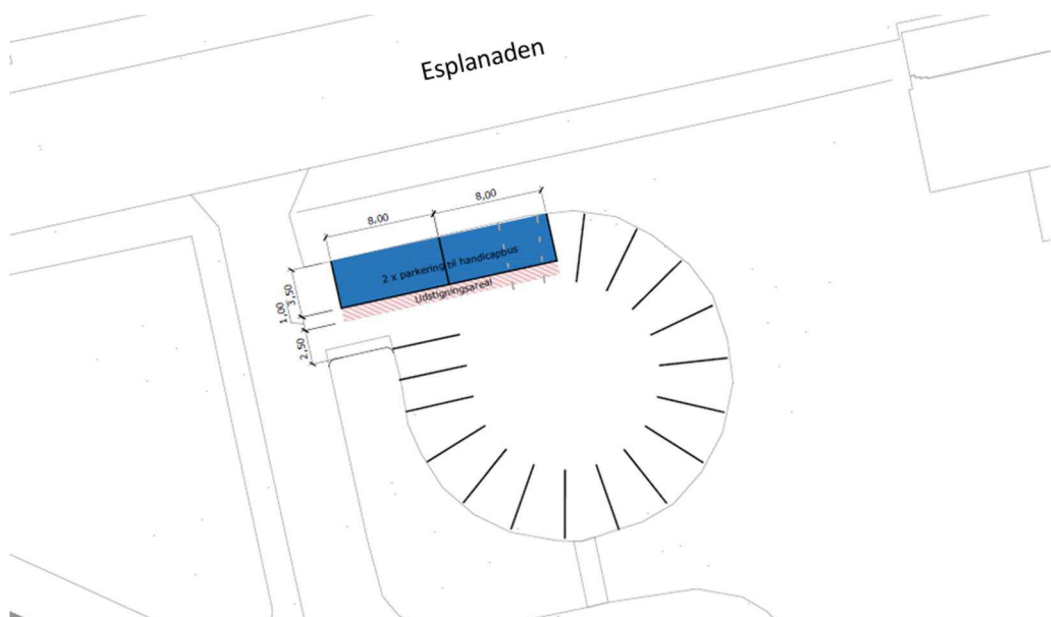 Esplanaden
8,00
8,00
2 x parkering til handicapbus
Udstigningsareal
3,50
1,00
2,50